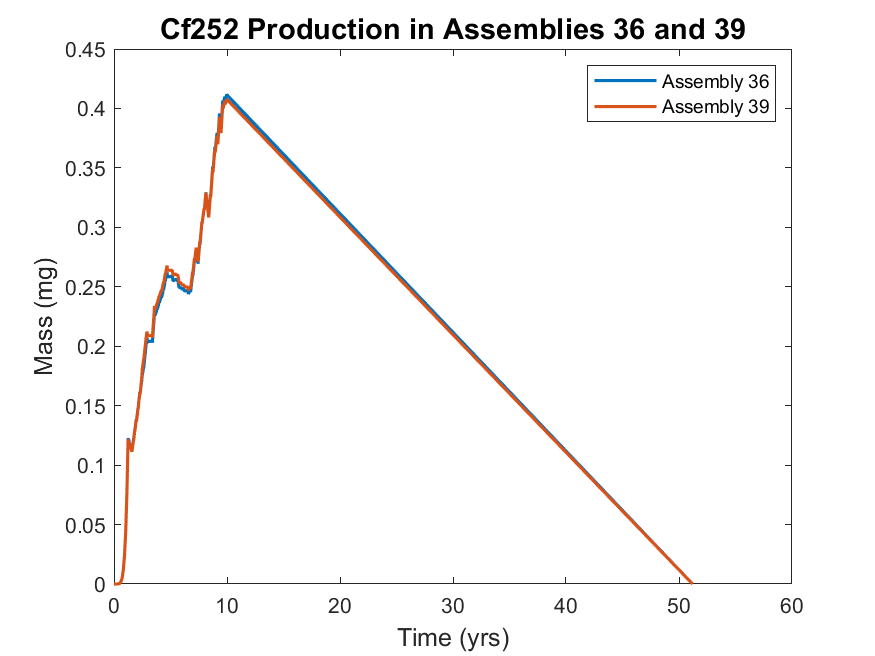 Cf252 Production in Assemblies 36 and 39
0.45
0.4
0.35
0.3
0.25
0.2
0.15
0.1
0.05
0
Mass (mg)
Assembly 36
Assembly 39
0 10 20 30 40 50 60
Time (yrs)